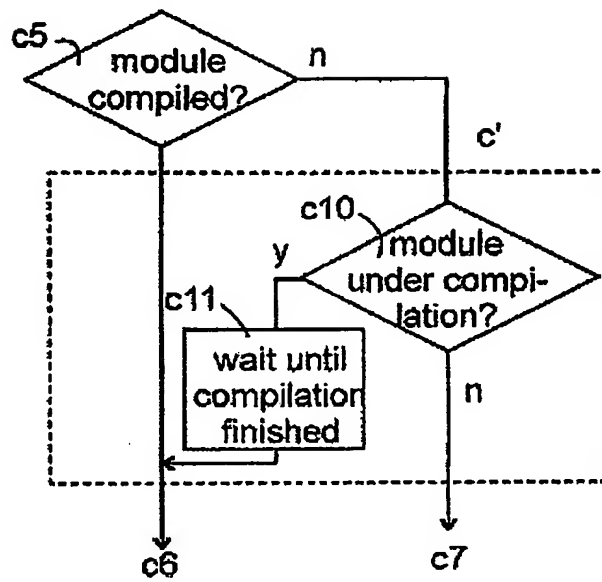 c5
module
compiled?
n
c'
c10
module
under compi-
lation?
y
c11
wait until
compilation
finished
n
c6
c7